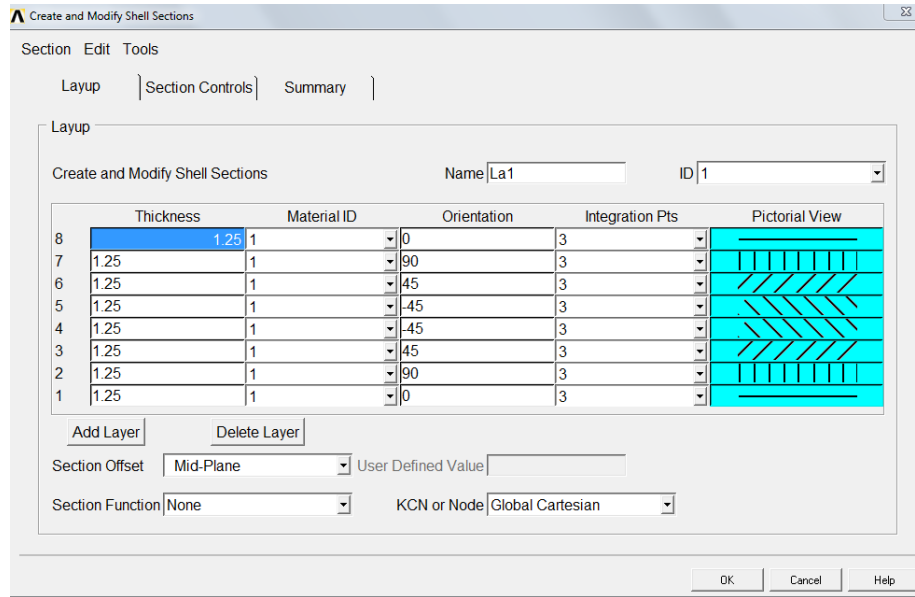 Create and Modify Shell Sections
Section Edit Tools
Layup Section Controls Summary
Layup
Create and Modify Shell Sections Name La1 ID 1
Thickness Material ID Orientation Integration Pts Pictorial View
8 1.25 1 0 3
7 1.25 1 90 3
6 1.25 1 45 3
5 1.25 1 -45 3
4 1.25 1 -45 3
3 1.25 1 45 3
2 1.25 1 90 3
1 1.25 1 0 3
Add Layer Delete Layer
Section Offset Mid-Plane User Defined Value
Section Function None KCN or Node Global Cartesian
OK Cancel Help